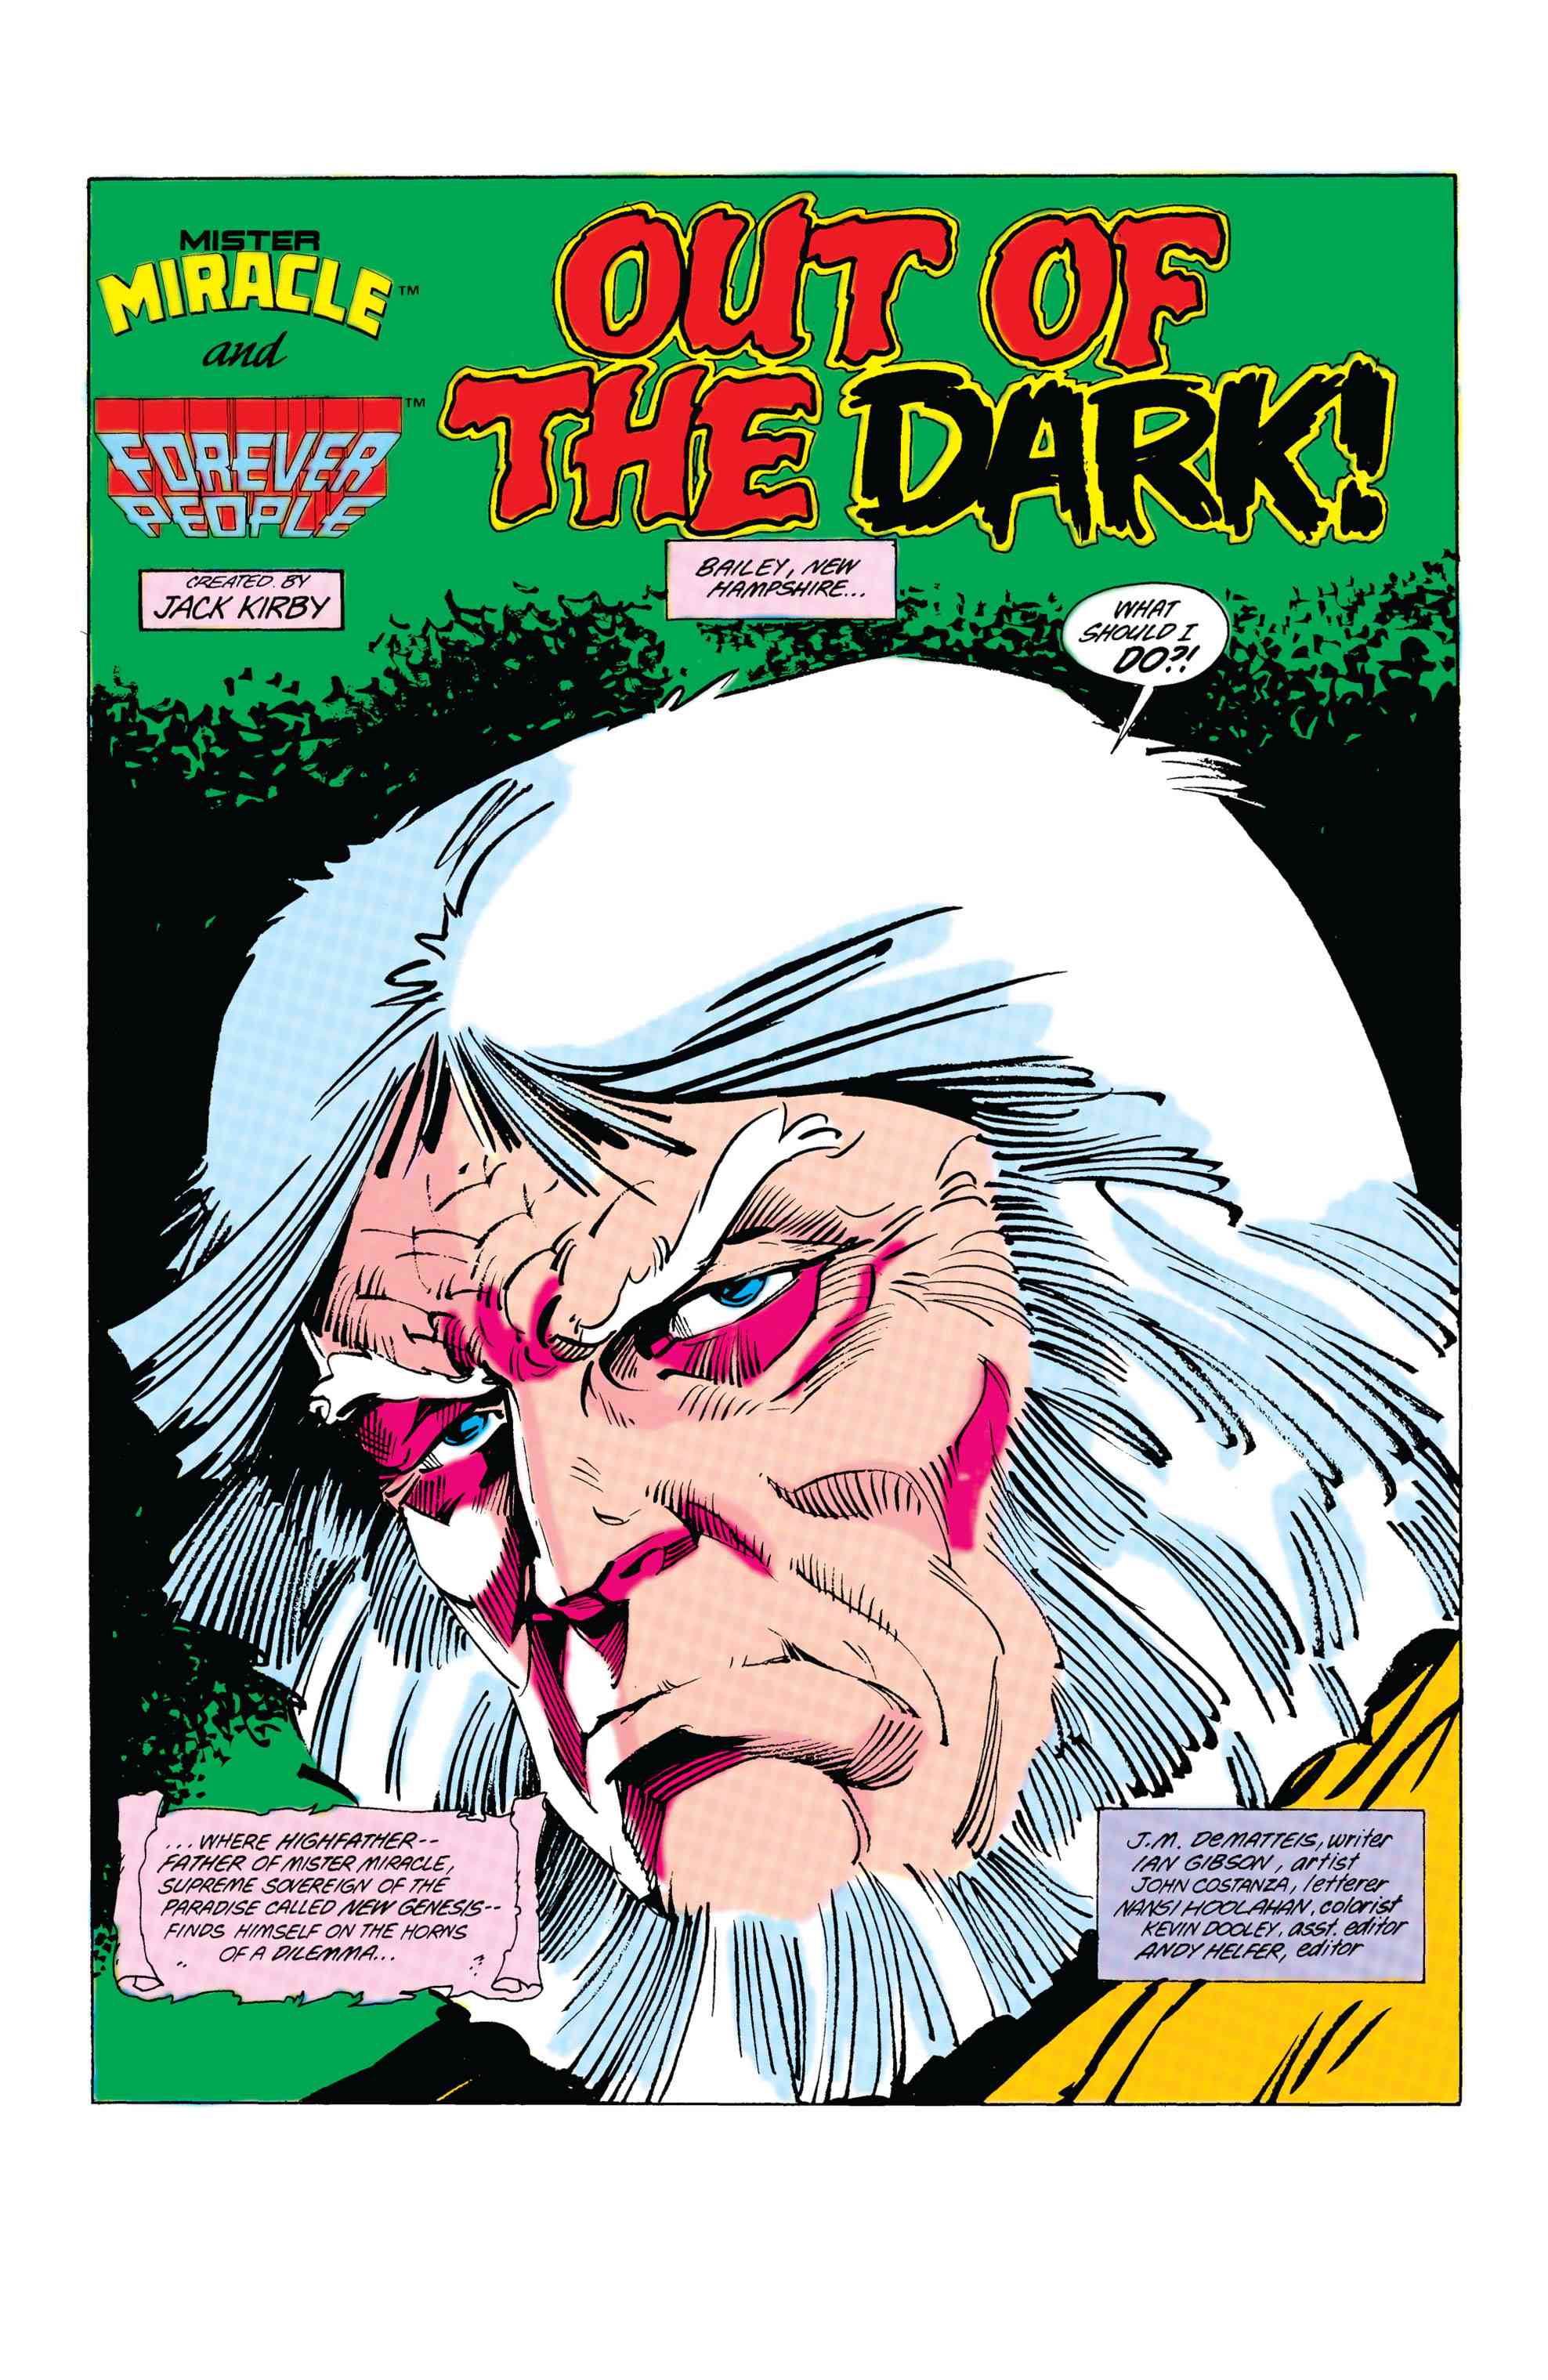 MISTER
MIRACLE™
and
FOREVER
PEOPLE™
CREATED BY
JACK KIRBY
OUT OF
THE DARK!
BAILEY, NEW
HAMPSHIRE...
WHAT
SHOULD I
DO?!
...WHERE HIGHFATHER--
FATHER OF MISTER MIRACLE,
SUPREME SOVEREIGN OF THE
PARADISE CALLED NEW GENESIS--
FINDS HIMSELF ON THE HORNS
OF A DILEMMA...
J.M. DeMATTEIS, writer
IAN GIBSON, artist
JOHN COSTANZA, letterer
NANSI HOOLAHAN, colorist
KEVIN DOOLEY, asst. editor
ANDY HELFER, editor